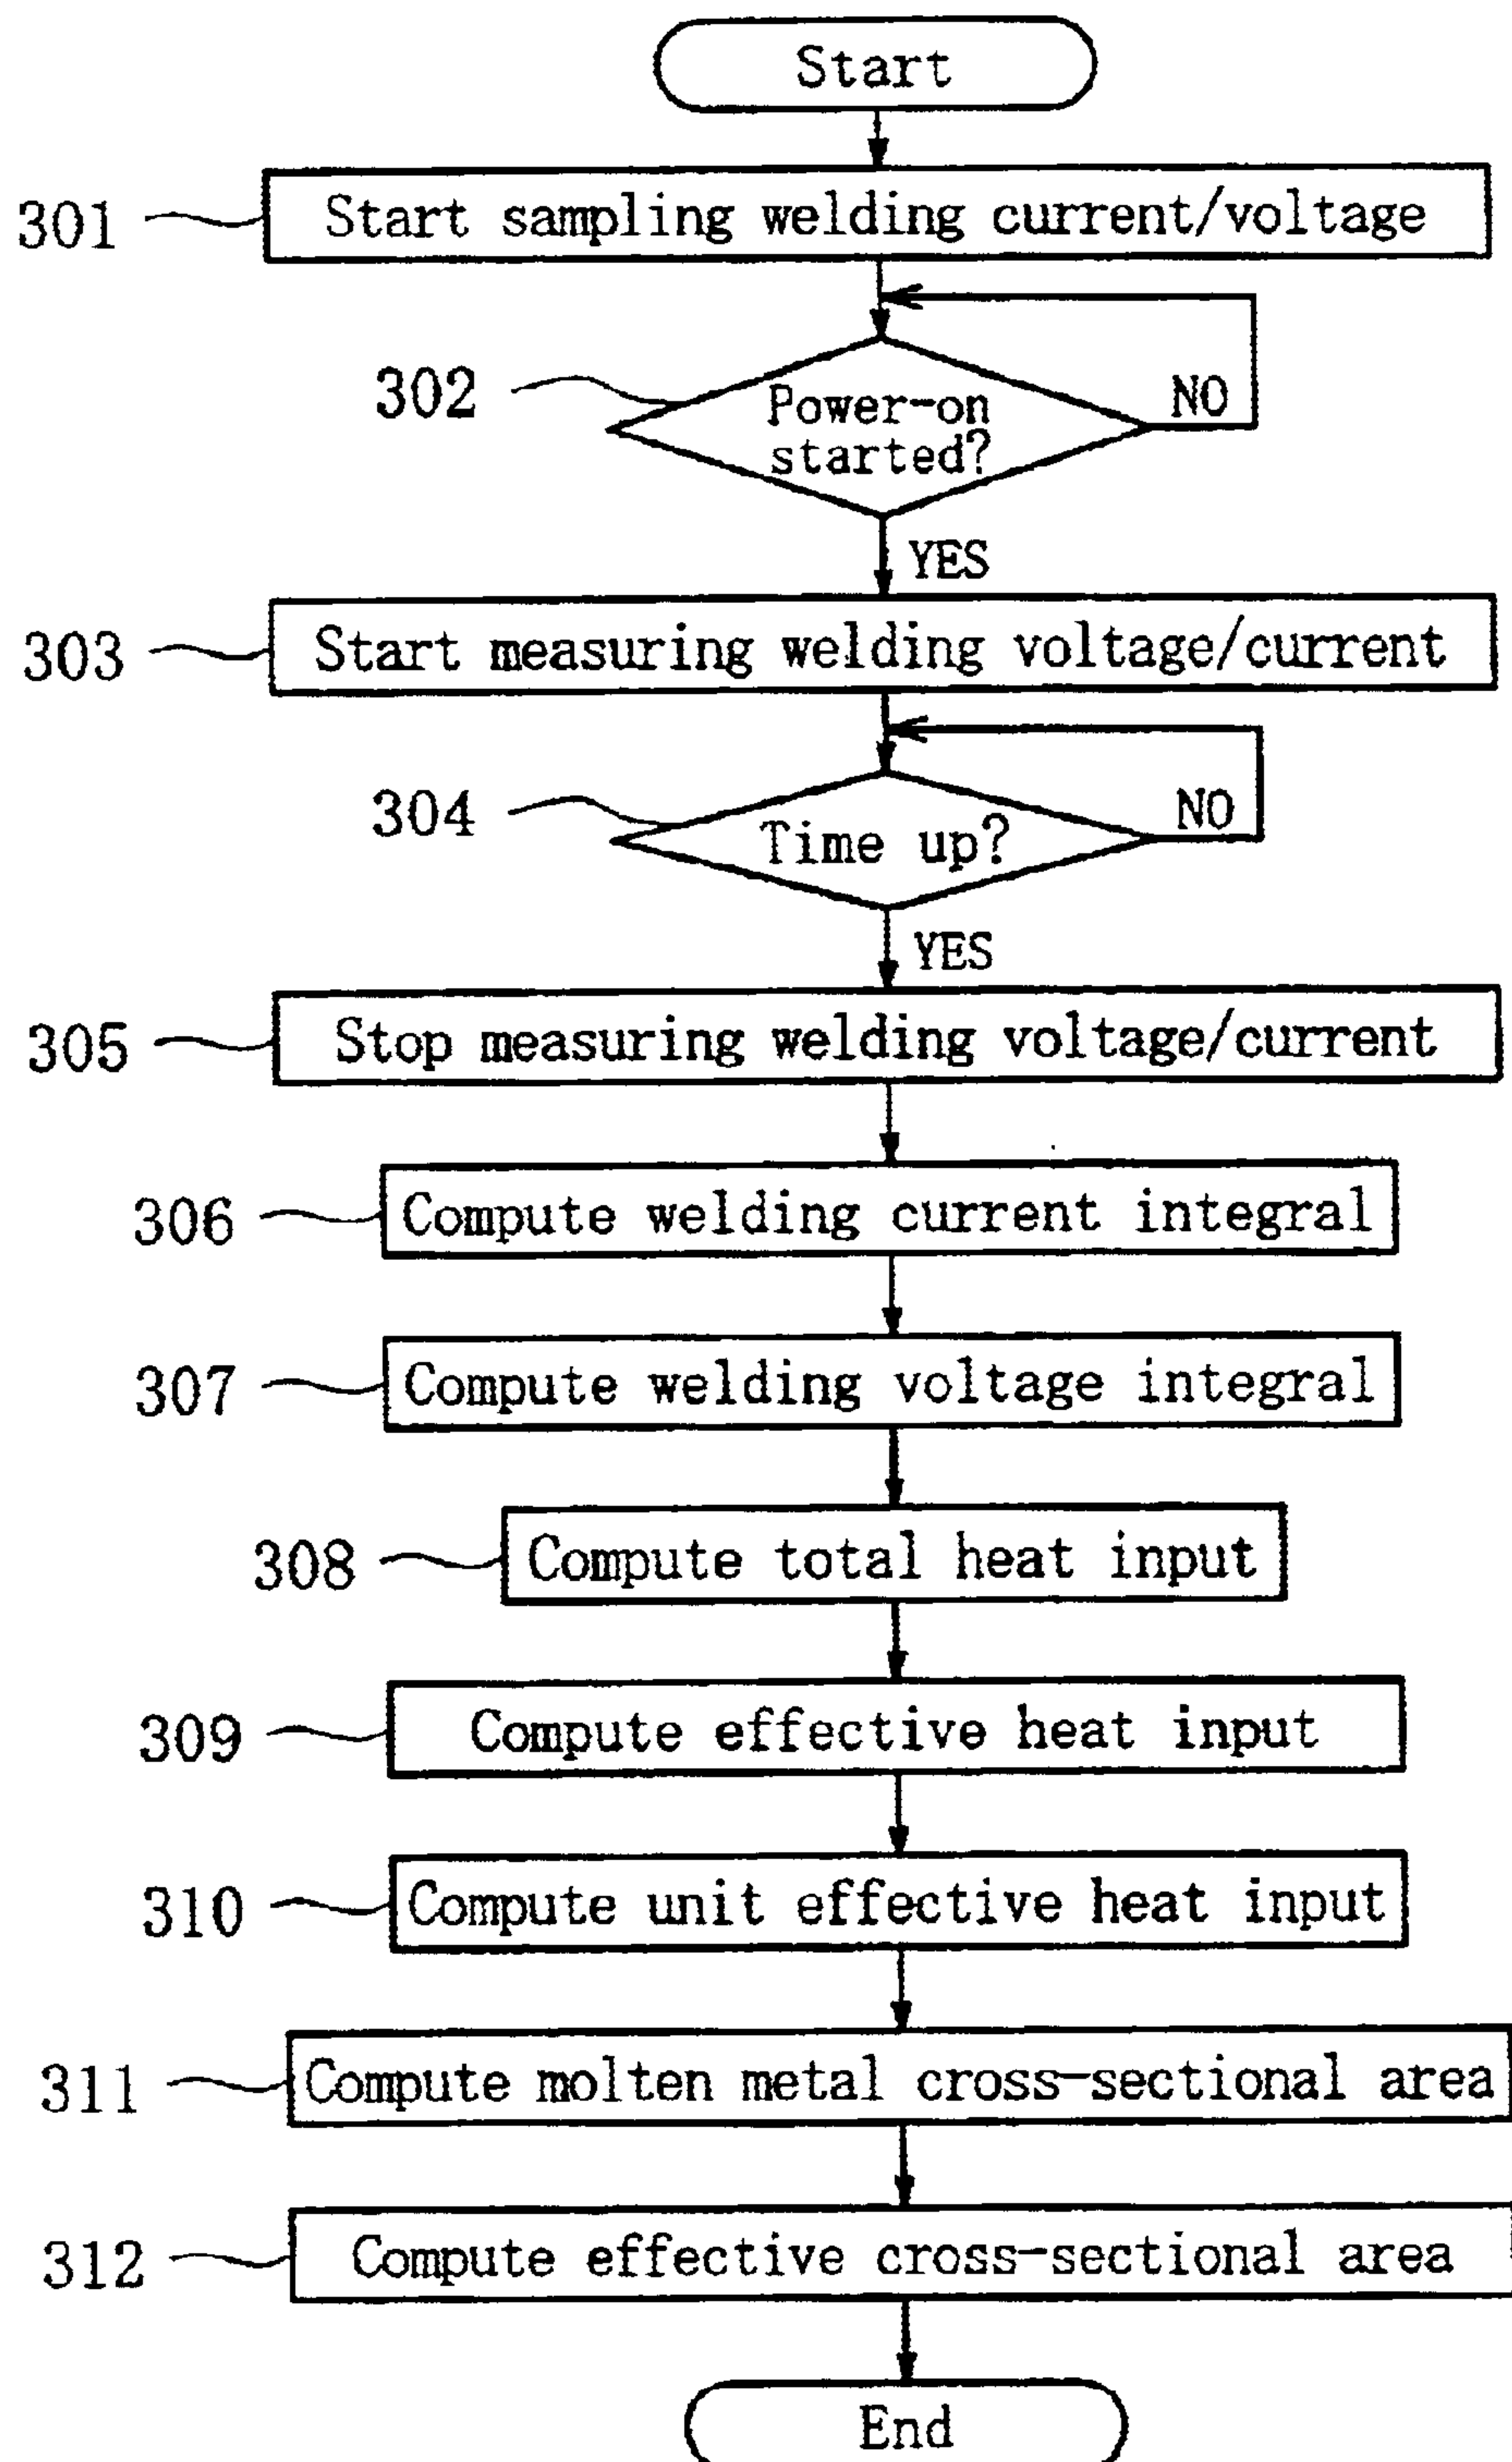 Start
301
Start sampling welding current/voltage
302
Power-on
started?
NO
YES
303
Start measuring welding voltage/current
304
Time up?
NO
YES
305
Stop measuring welding voltage/current
306
Compute welding current integral
307
Compute welding voltage integral
308
Compute total heat input
309
Compute effective heat input
310
Compute unit effective heat input
311
Compute molten metal cross-sectional area
312
Compute effective cross-sectional area
End